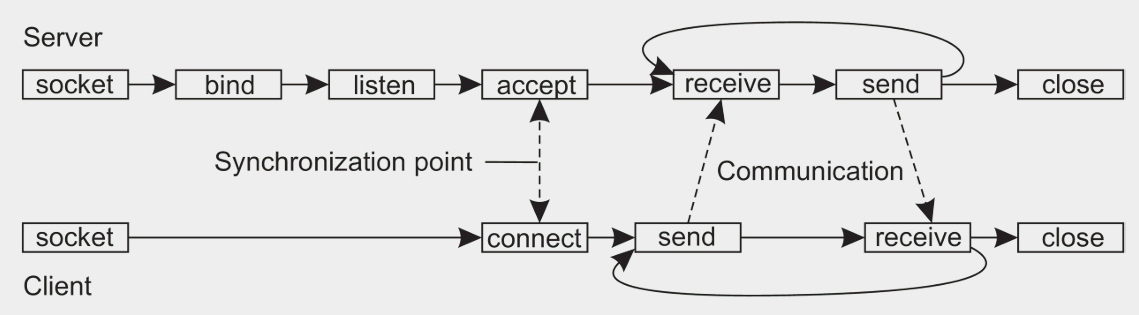 Server
socket bind listen accept receive send close
Synchronization point
Communication
socket connect send receive close
Client